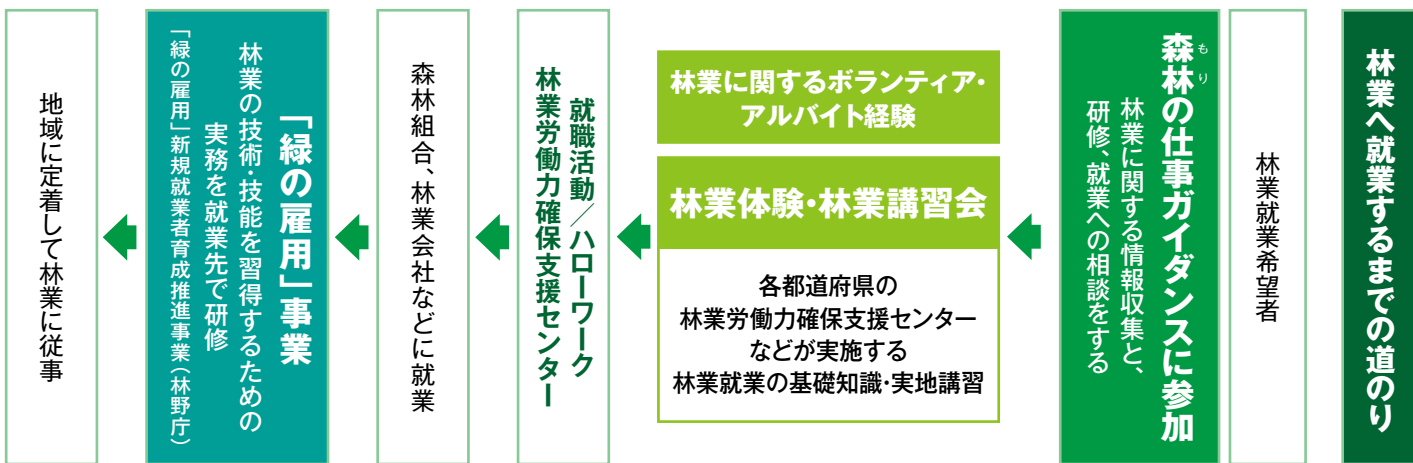 林業へ就業するまでの道のり
林業就業希望者
森林の仕事ガイダンスに参加
もり
林業に関する情報収集と、
研修、就業への相談をする
林業に関するボランティア・
アルバイト経験
林業体験・林業講習会
各都道府県の
林業労働力確保支援センター
などが実施する
林業就業の基礎知識・実地講習
就職活動／ハローワーク
林業労働力確保支援センター
森林組合、林業会社などに就業
「緑の雇用」事業
林業の技術・技能を習得するための
実務を就業先で研修
「緑の雇用」新規就業者育成推進事業（林野庁）
地域に定着して林業に従事